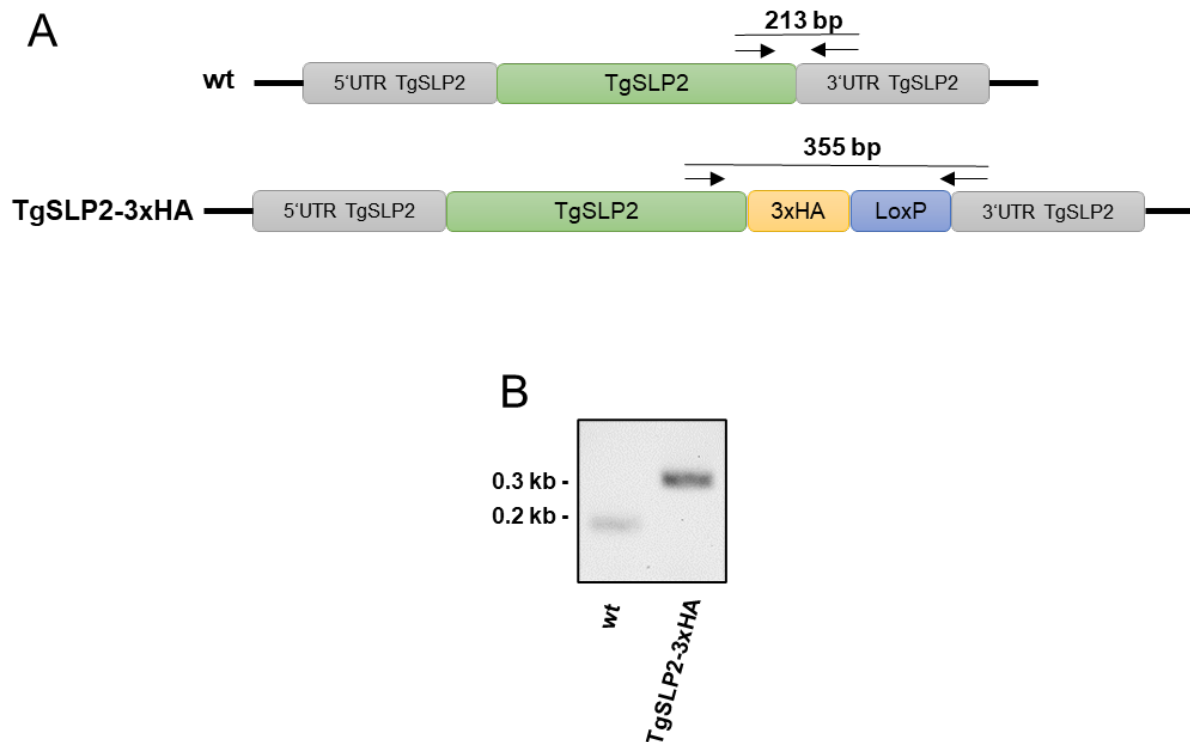 A
213 bp
wt
5‘UTR TgSLP2 TgSLP2 3‘UTR TgSLP2
355 bp
TgSLP2-3xHA
5‘UTR TgSLP2 TgSLP2 3xHA LoxP 3‘UTR TgSLP2
B
0.3 kb -
0.2 kb -
wt
TgSLP2-3xHA